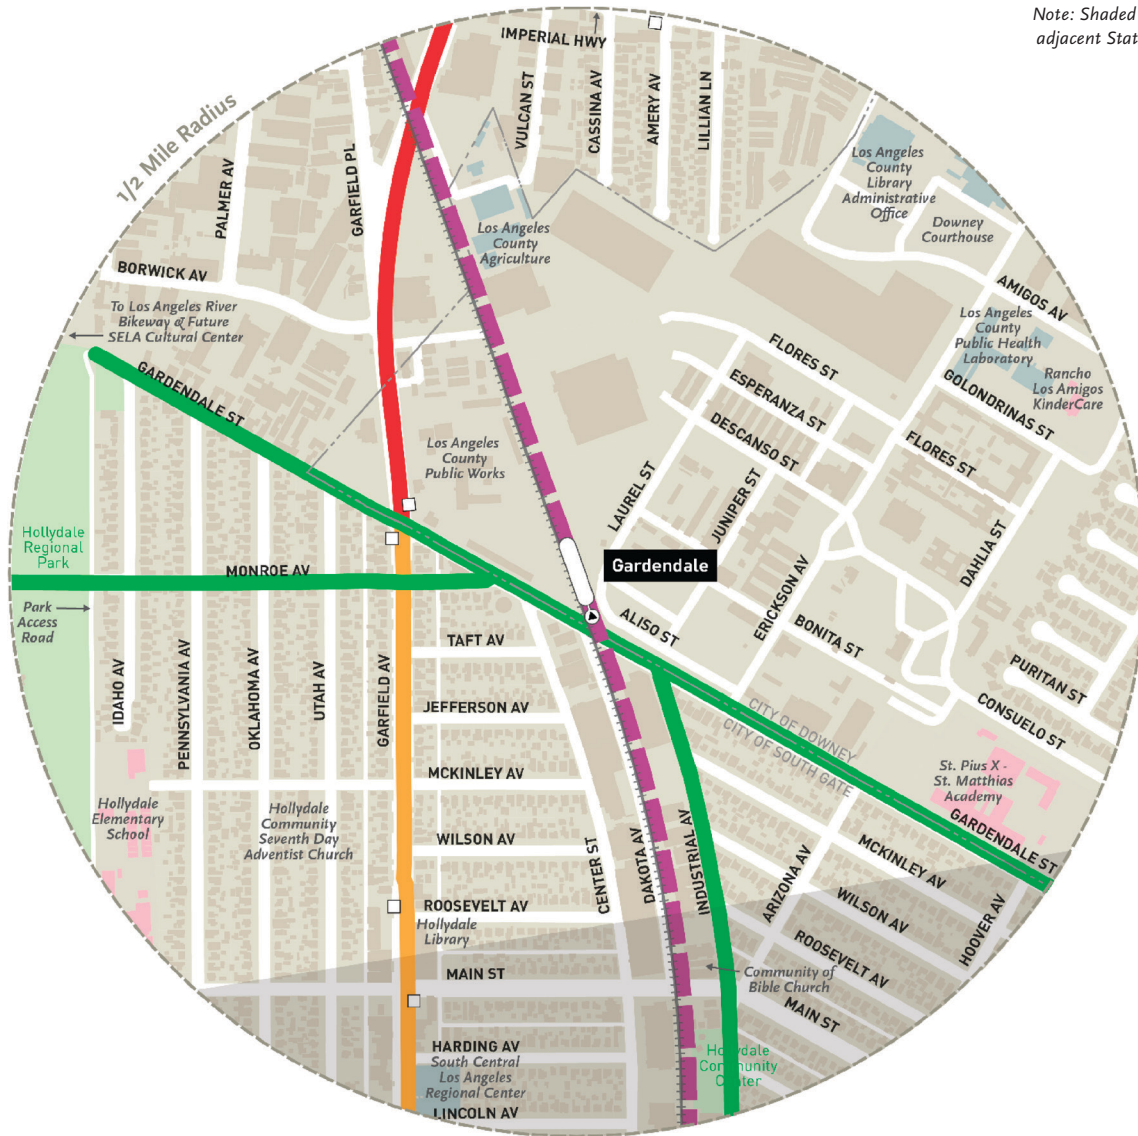 Note: Shaded
adjacent Stat
IMPERIAL HWY
VULCAN ST
CASSINA AV
AMERY AV
LILLIAN LN
1/2 Mile Radius
PALMER AV
GARFIELD PL
Los Angeles
County
Library
Administrative
Office
Downey
Courthouse
Los Angeles
County
Agriculture
BORWICK AV
AMIGOS AV
To Los Angeles River
Bikeway & Future
SELA Cultural Center
Los Angeles
County
Public Health
Laboratory
FLORES ST
GARDENDALE ST
ESPERANZA ST
GOLONDRINAS ST
Rancho
Los Amigos
KinderCare
DESCANSO ST
FLORES ST
Los Angeles
County
Public Works
LAUREL ST
JUNIPER ST
Hollydale
Regional
Park
Gardendale
DAHLIA ST
MONROE AV
ERICKSON AV
Park
Access
Road
ALISO ST
BONITA ST
TAFT AV
PURITAN ST
IDAHO AV
PENNSYLVANIA AV
OKLAHOMA AV
UTAH AV
GARFIELD AV
JEFFERSON AV
CONSUELO ST
CITY OF DOWNEY
CITY OF SOUTH GATE
MCKINLEY AV
St. Pius X -
St. Matthias
Academy
Hollydale
Elementary
School
Hollydale
Community
Seventh Day
Adventist Church
GARDENDALE ST
WILSON AV
CENTER ST
DAKOTA AV
INDUSTRIAL AV
ARIZONA AV
MCKINLEY AV
ROOSEVELT AV
WILSON AV
HOOVER AV
Hollydale
Library
ROOSEVELT AV
MAIN ST
Community of
Bible Church
MAIN ST
HARDING AV
South Central
Los Angeles
Regional Center
Hollydale
Community
Center
LINCOLN AV